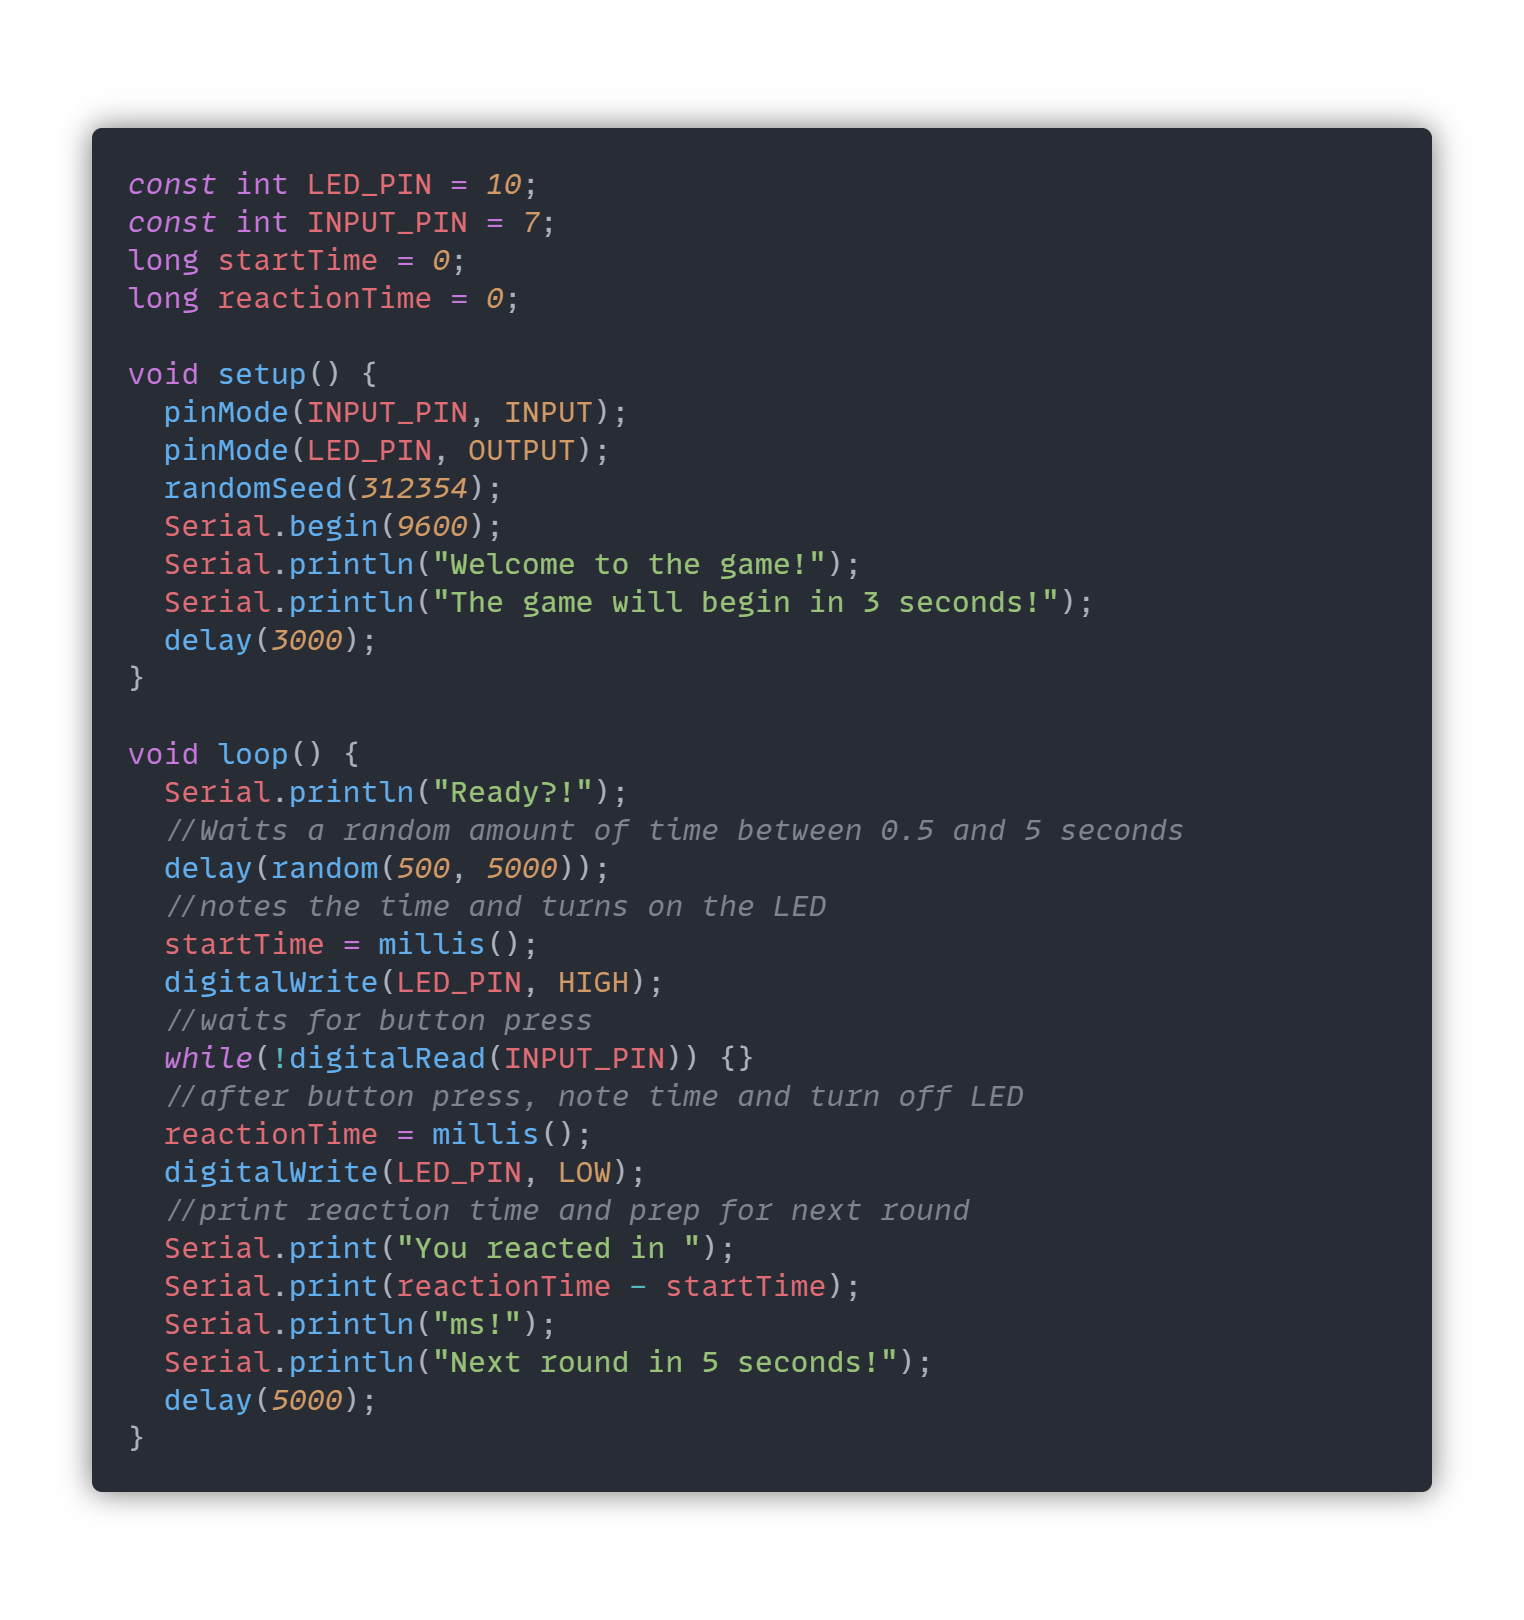 const int LED_PIN = 10;
const int INPUT_PIN = 7;
long startTime = 0;
long reactionTime = 0;

void setup() {
  pinMode(INPUT_PIN, INPUT);
  pinMode(LED_PIN, OUTPUT);
  randomSeed(312354);
  Serial.begin(9600);
  Serial.println("Welcome to the game!");
  Serial.println("The game will begin in 3 seconds!");
  delay(3000);
}

void loop() {
  Serial.println("Ready?!");
  //Waits a random amount of time between 0.5 and 5 seconds
  delay(random(500, 5000));
  //notes the time and turns on the LED
  startTime = millis();
  digitalWrite(LED_PIN, HIGH);
  //waits for button press
  while(!digitalRead(INPUT_PIN)) {}
  //after button press, note time and turn off LED
  reactionTime = millis();
  digitalWrite(LED_PIN, LOW);
  //print reaction time and prep for next round
  Serial.print("You reacted in ");
  Serial.print(reactionTime - startTime);
  Serial.println("ms!");
  Serial.println("Next round in 5 seconds!");
  delay(5000);
}